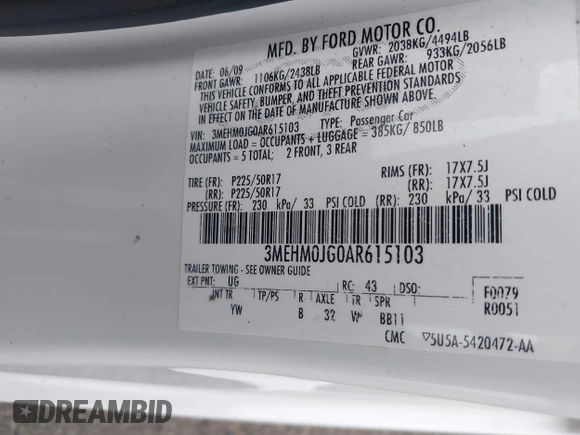 MFD. BY FORD MOTOR CO.
06/09 GVWR: 2038KG/4494LB
FRONT GAWR: 1106KG/2438LB REAR GAWR: 933KG/2056LB
THIS VEHICLE CONFORMS TO ALL APPLICABLE FEDERAL MOTOR
VEHICLE SAFETY, BUMPER, AND THEFT PREVENTION STANDARDS
IN EFFECT ON THE DATE OF MANUFACTURE SHOWN ABOVE.
VIN: 3MEHM0JG0AR615103 TYPE: Passenger Car
MAXIMUM LOAD = OCCUPANTS + LUGGAGE = 385KG/ 850LB
OCCUPANTS = 5 TOTAL; 2 FRONT, 3 REAR
TIRE (FR): P225/50R17 RIMS (FR): 17X7.5J
(RR): P225/50R17 (RR): 17X7.5J
PRESSURE (FR): 230 kPa/ 33 PSI COLD (RR): 230 kPa/ 33 PSI COLD
3MEHM0JG0AR615103
TRAILER TOWING - SEE OWNER GUIDE
EXT PNT: UG RC: 43 DSO: F0079
INT TR TP/PS R AXLE TR SPR R0051
YW B 32 W BB11
CMC ▽5U5A-5420472-AA
DREAMBID